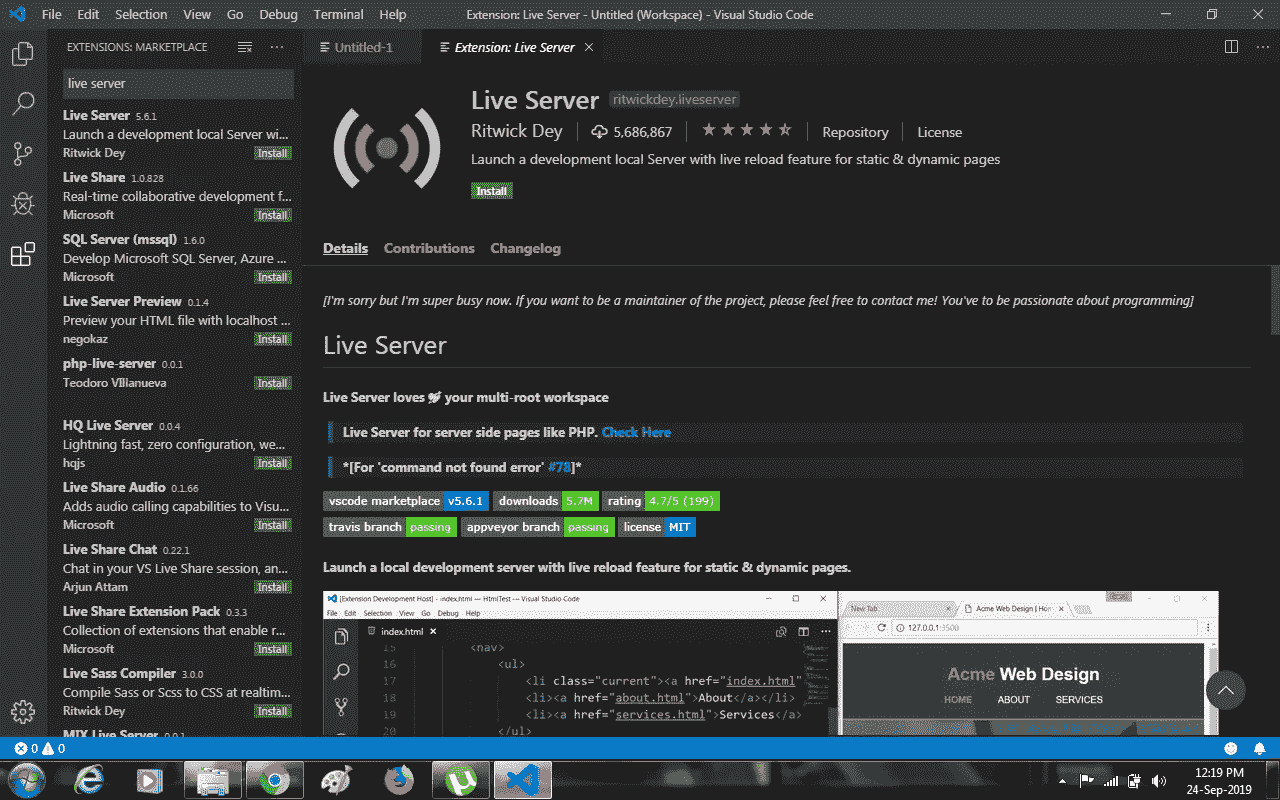 File Edit Selection View Go Debug Terminal Help Extension: Live Server - Untitled (Workspace) - Visual Studio Code
EXTENSIONS: MARKETPLACE
Untitled-1
Extension: Live Server
live server
Live Server 5.6.1
Launch a development local Server wi...
Ritwick Dey Install
Live Share 1.0.828
Real-time collaborative development f...
Microsoft Install
SQL Server (mssql) 1.6.0
Develop Microsoft SQL Server, Azure ...
Microsoft Install
Live Server Preview 0.1.4
Preview your HTML file with localhost ...
negokaz Install
php-live-server 0.0.1
Teodoro VIllanueva Install
HQ Live Server 0.0.4
Lightning fast, zero configuration, we...
hqjs Install
Live Share Audio 0.1.66
Adds audio calling capabilities to Visu...
Microsoft Install
Live Share Chat 0.22.1
Chat in your VS Live Share session, an...
Arjun Attam Install
Live Share Extension Pack 0.3.3
Collection of extensions that enable r...
Microsoft Install
Live Sass Compiler 3.0.0
Compile Sass or Scss to CSS at realtim...
Ritwick Dey Install
MIX Live Server 0.0.1
Live Server ritwickdey.liveserver
Ritwick Dey 5,686,867 Repository License
Launch a development local Server with live reload feature for static & dynamic pages
Install
Details Contributions Changelog
[I'm sorry but I'm super busy now. If you want to be a maintainer of the project, please feel free to contact me! You've to be passionate about programming]
Live Server
Live Server loves your multi-root workspace
Live Server for server side pages like PHP. Check Here
*[For 'command not found error' #78]*
vscode marketplace v5.6.1 downloads 5.7M rating 4.7/5 (199)
travis branch passing appveyor branch passing license MIT
Launch a local development server with live reload feature for static & dynamic pages.
[Extension Development Host] - index.html — HtmlTest — Visual Studio Code
File Edit Selection View Go Debug Help
index.html
15 <nav>
16 <ul>
17 <li class="current"><a href="index.html"
18 <li><a href="about.html">About</a></li>
19 <li><a href="services.html">Services</a>
20 </ul>
New Tab Acme Web Design | Hom
127.0.0.1:5500
Acme Web Design
HOME ABOUT SERVICES
0 0
12:19 PM
24-Sep-2019